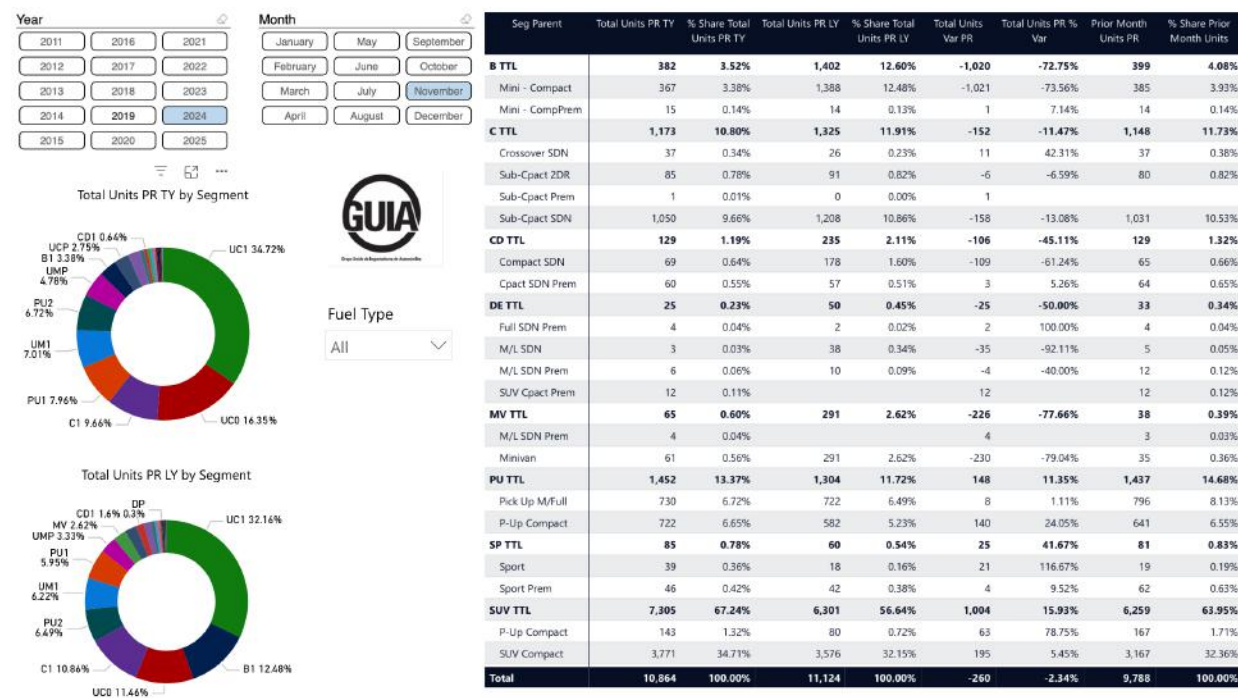 Year
2011 2016 2021
2012 2017 2022
2013 2018 2023
2014 2019 2024
2015 2020 2025
Month
January May September
February June October
March July November
April August December
Total Units PR TY by Segment
CD1 0.64%
UCP 2.75%
B1 3.38%
UMP
4.78%
PU2
6.72%
UM1
7.01%
PU1 7.96%
C1 9.66%
UC0 16.35%
UC1 34.72%
GUIA
Fuel Type
All
Total Units PR LY by Segment
DP
CD1 1.6% 0.3%
MV 2.62%
UMP 3.33%
PU1
5.95%
UM1
6.22%
PU2
6.49%
C1 10.86%
UC0 11.46%
B1 12.48%
UC1 32.16%
Seg Parent Total Units PR TY % Share Total Total Units PR LY % Share Total Total Units Total Units PR % Prior Month % Share Prior
Units PR TY Units PR LY Var PR Var Units PR Month Units
B TTL 382 3.52% 1,402 12.60% -1,020 -72.75% 399 4.08%
Mini - Compact 367 3.38% 1,388 12.48% -1,021 -73.56% 385 3.93%
Mini - CompPrem 15 0.14% 14 0.13% 1 7.14% 14 0.14%
C TTL 1,173 10.80% 1,325 11.91% -152 -11.47% 1,148 11.73%
Crossover SDN 37 0.34% 26 0.23% 11 42.31% 37 0.38%
Sub-Cpact 2DR 85 0.78% 91 0.82% -6 -6.59% 80 0.82%
Sub-Cpact Prem 1 0.01% 0 0.00% 1
Sub-Cpact SDN 1,050 9.66% 1,208 10.86% -158 -13.08% 1,031 10.53%
CD TTL 129 1.19% 235 2.11% -106 -45.11% 129 1.32%
Compact SDN 69 0.64% 178 1.60% -109 -61.24% 65 0.66%
Cpact SDN Prem 60 0.55% 57 0.51% 3 5.26% 64 0.65%
DE TTL 25 0.23% 50 0.45% -25 -50.00% 33 0.34%
Full SDN Prem 4 0.04% 2 0.02% 2 100.00% 4 0.04%
M/L SDN 3 0.03% 38 0.34% -35 -92.11% 5 0.05%
M/L SDN Prem 6 0.06% 10 0.09% -4 -40.00% 12 0.12%
SUV Cpact Prem 12 0.11% 12 12 0.12%
MV TTL 65 0.60% 291 2.62% -226 -77.66% 38 0.39%
M/L SDN Prem 4 0.04% 4 3 0.03%
Minivan 61 0.56% 291 2.62% -230 -79.04% 35 0.36%
PU TTL 1,452 13.37% 1,304 11.72% 148 11.35% 1,437 14.68%
Pick Up M/Full 730 6.72% 722 6.49% 8 1.11% 796 8.13%
P-Up Compact 722 6.65% 582 5.23% 140 24.05% 641 6.55%
SP TTL 85 0.78% 60 0.54% 25 41.67% 81 0.83%
Sport 39 0.36% 18 0.16% 21 116.67% 19 0.19%
Sport Prem 46 0.42% 42 0.38% 4 9.52% 62 0.63%
SUV TTL 7,305 67.24% 6,301 56.64% 1,004 15.93% 6,259 63.95%
P-Up Compact 143 1.32% 80 0.72% 63 78.75% 167 1.71%
SUV Compact 3,771 34.71% 3,576 32.15% 195 5.45% 3,167 32.36%
Total 10,864 100.00% 11,124 100.00% -260 -2.34% 9,788 100.00%